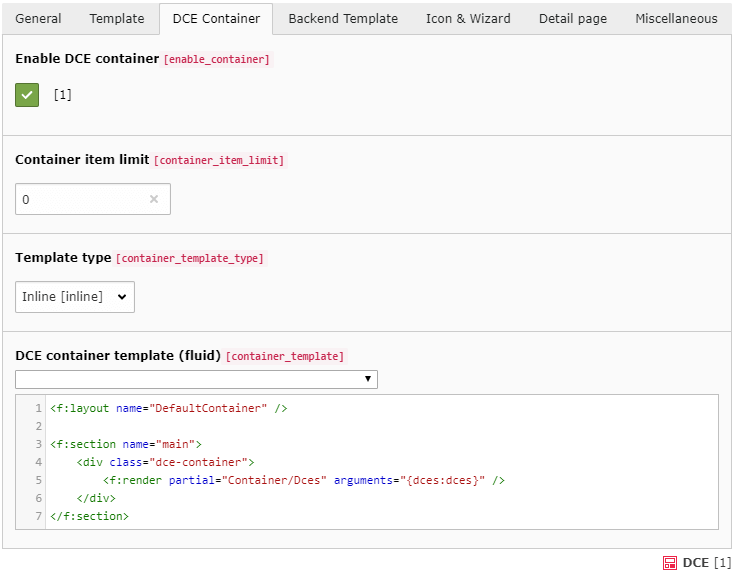 General Template DCE Container Backend Template Icon & Wizard Detail page Miscellaneous
Enable DCE container [enable_container]
[1]
Container item limit [container_item_limit]
0
Template type [container_template_type]
Inline [inline]
DCE container template (fluid) [container_template]
1 <f:layout name="DefaultContainer" />
2
3 <f:section name="main">
4     <div class="dce-container">
5         <f:render partial="Container/Dces" arguments="{dces:dces}" />
6     </div>
7 </f:section>
DCE [1]